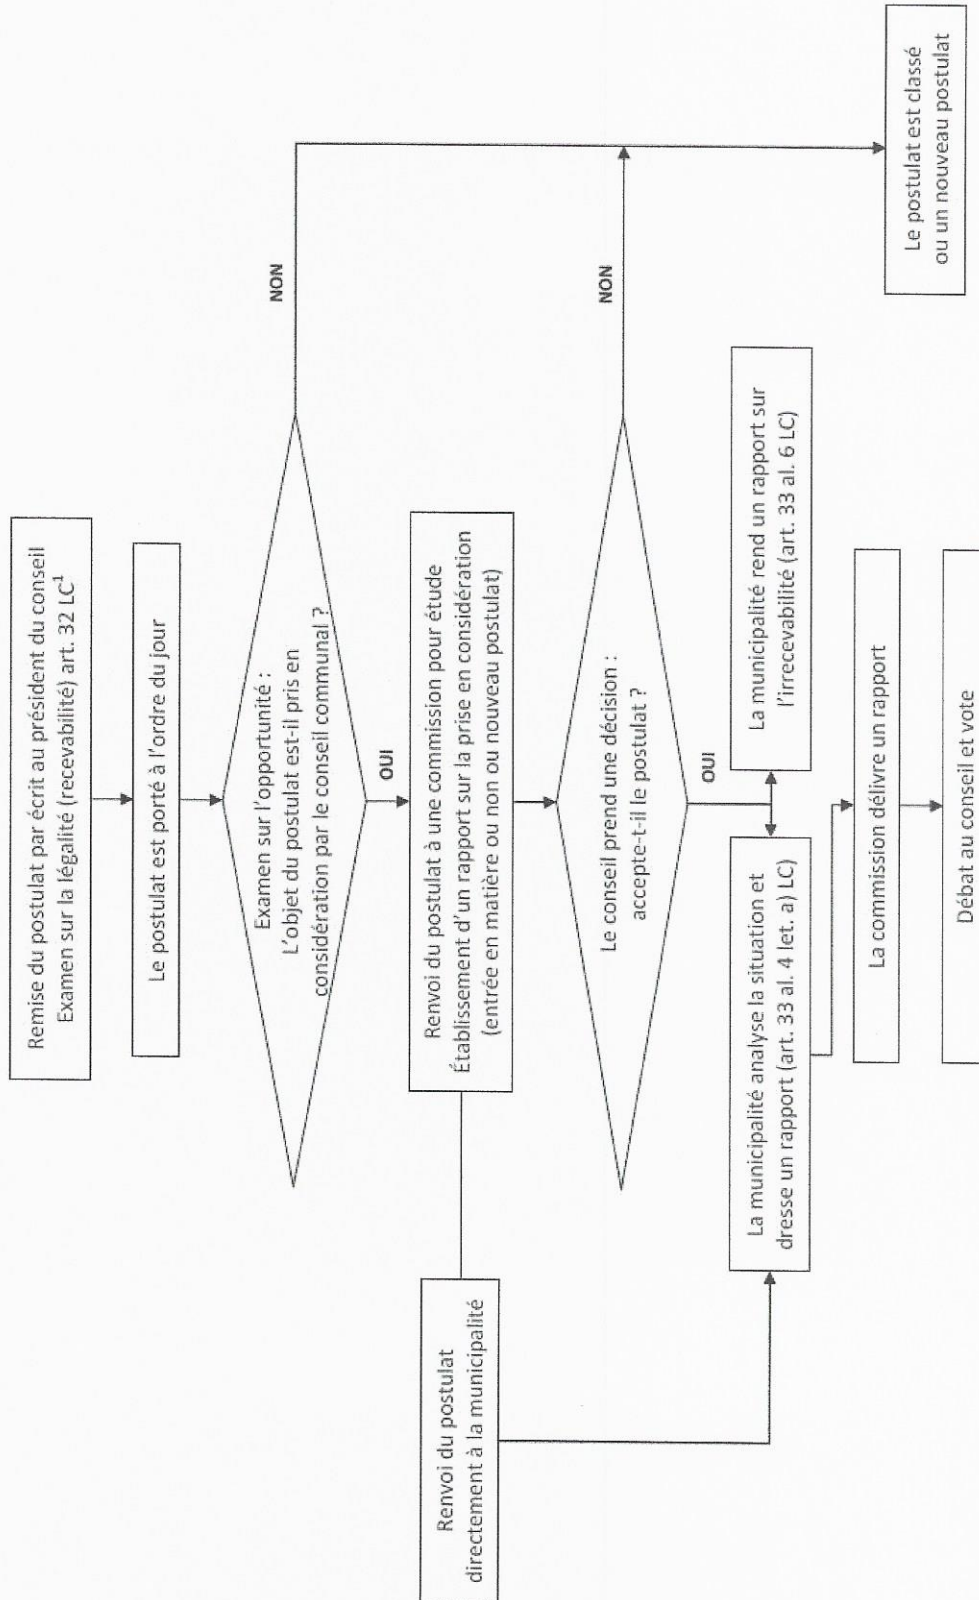 Remise du postulat par écrit au président du conseil
Examen sur la légalité (recevabilité) art. 32 LC¹
Le postulat est porté à l'ordre du jour
Examen sur l'opportunité :
L'objet du postulat est-il pris en
considération par le conseil communal ?
NON
OUI
Renvoi du postulat
directement à la municipalité
Renvoi du postulat à une commission pour étude
Établissement d'un rapport sur la prise en considération
(entrée en matière ou non ou nouveau postulat)
Le conseil prend une décision :
accepte-t-il le postulat ?
NON
OUI
La municipalité analyse la situation et
dresse un rapport (art. 33 al. 4 let. a) LC)
La municipalité rend un rapport sur
l'irrecevabilité (art. 33 al. 6 LC)
La commission délivre un rapport
Le postulat est classé
ou un nouveau postulat
Débat au conseil et vote